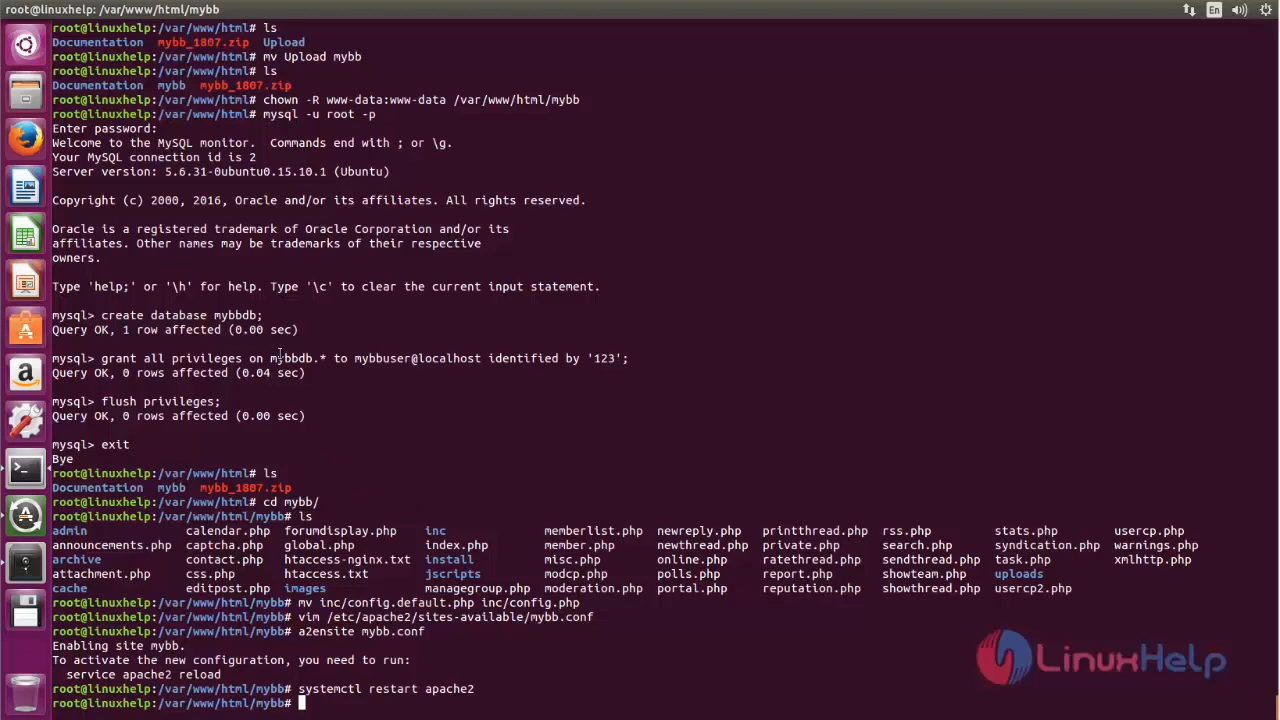 root@linuxhelp: /var/www/html/mybb
En
root@linuxhelp:/var/www/html# ls
Documentation mybb_1807.zip Upload
root@linuxhelp:/var/www/html# mv Upload mybb
root@linuxhelp:/var/www/html# ls
Documentation mybb mybb_1807.zip
root@linuxhelp:/var/www/html# chown -R www-data:www-data /var/www/html/mybb
root@linuxhelp:/var/www/html# mysql -u root -p
Enter password:
Welcome to the MySQL monitor. Commands end with ; or \g.
Your MySQL connection id is 2
Server version: 5.6.31-0ubuntu0.15.10.1 (Ubuntu)
Copyright (c) 2000, 2016, Oracle and/or its affiliates. All rights reserved.
Oracle is a registered trademark of Oracle Corporation and/or its
affiliates. Other names may be trademarks of their respective
owners.
Type 'help;' or '\h' for help. Type '\c' to clear the current input statement.
mysql> create database mybbdb;
Query OK, 1 row affected (0.00 sec)
mysql> grant all privileges on mybbdb.* to mybbuser@localhost identified by '123';
Query OK, 0 rows affected (0.04 sec)
mysql> flush privileges;
Query OK, 0 rows affected (0.00 sec)
mysql> exit
Bye
root@linuxhelp:/var/www/html# ls
Documentation mybb mybb_1807.zip
root@linuxhelp:/var/www/html# cd mybb/
root@linuxhelp:/var/www/html/mybb# ls
admin calendar.php forumdisplay.php inc memberlist.php newreply.php printthread.php rss.php stats.php usercp.php
announcements.php captcha.php global.php index.php member.php newthread.php private.php search.php syndication.php warnings.php
archive contact.php htaccess-nginx.txt install misc.php online.php ratethread.php sendthread.php task.php xmlhttp.php
attachment.php css.php htaccess.txt jscripts modcp.php polls.php report.php showteam.php uploads
cache editpost.php images managegroup.php moderation.php portal.php reputation.php showthread.php usercp2.php
root@linuxhelp:/var/www/html/mybb# mv inc/config.default.php inc/config.php
root@linuxhelp:/var/www/html/mybb# vim /etc/apache2/sites-available/mybb.conf
root@linuxhelp:/var/www/html/mybb# a2ensite mybb.conf
Enabling site mybb.
To activate the new configuration, you need to run:
service apache2 reload
root@linuxhelp:/var/www/html/mybb# systemctl restart apache2
root@linuxhelp:/var/www/html/mybb#
LinuxHelp